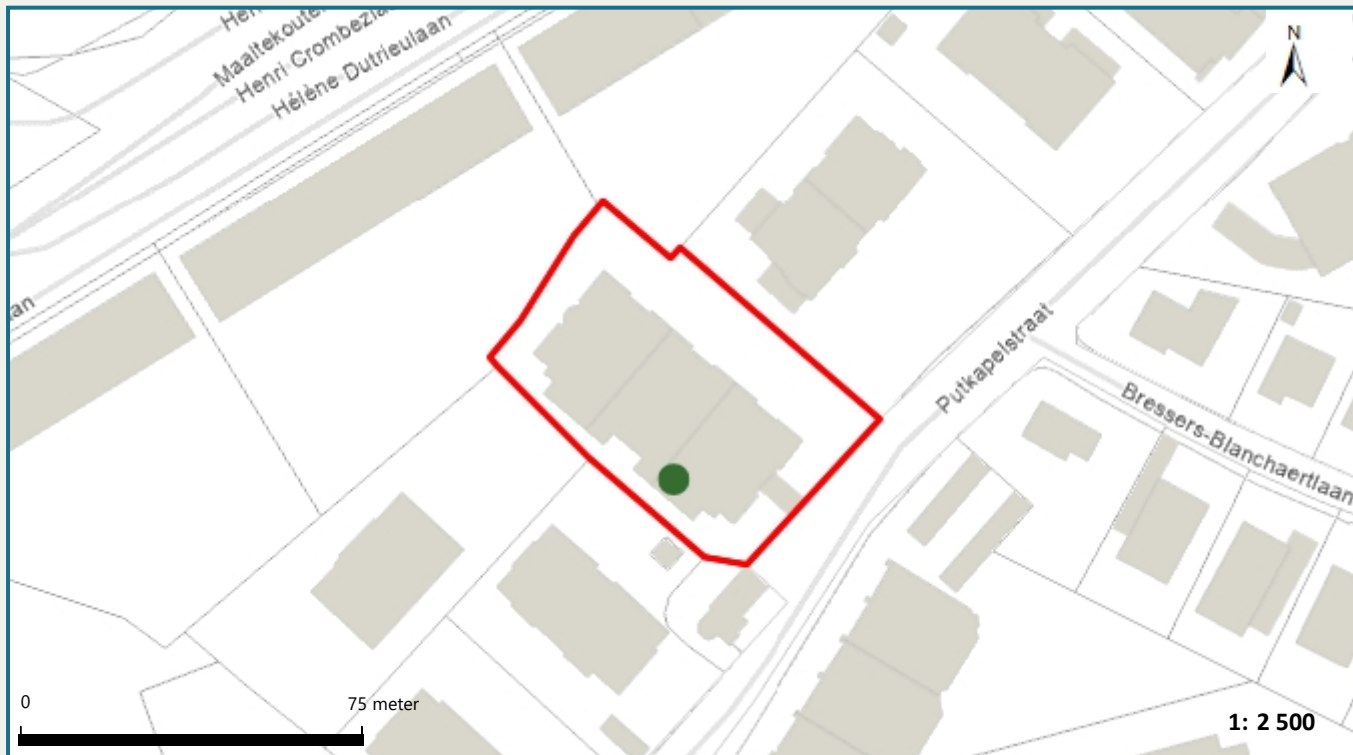 Maaltekouter
Henri Crombezlaan
Hélène Dutrieulaan
N
Putkapelstraat
Bressers-Blanchaertlaan
0
75 meter
1: 2 500